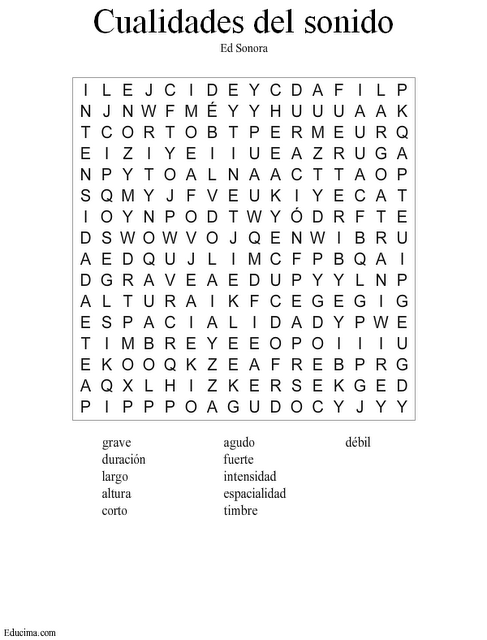 Cualidades del sonido
Ed Sonora
I L E J C I D E Y C D A F I L P
N J N W F M É Y Y H U U U A A K
T C O R T O B T P E R M E U R Q
E I Z I Y E I I U E A Z R U G A
N P Y T O A L N A A C T T A O P
S Q M Y J F V E U K I Y E C A T
I O Y N P O D T W Y Ó D R F T E
D S W O W V O J Q E N W I B R U
A E D Q U J L I M C F P B Q A I
D G R A V E A E D U P Y Y L N P
A L T U R A I K F C E G E G I G
E S P A C I A L I D A D Y P W E
T I M B R E Y E E O P O I I I U
E K O O Q K Z E A F R E B P R G
A Q X L H I Z K E R S E K G E D
P I P P P O A G U D O C Y J Y Y
grave agudo débil
duración fuerte
largo intensidad
altura espacialidad
corto timbre
Educima.com